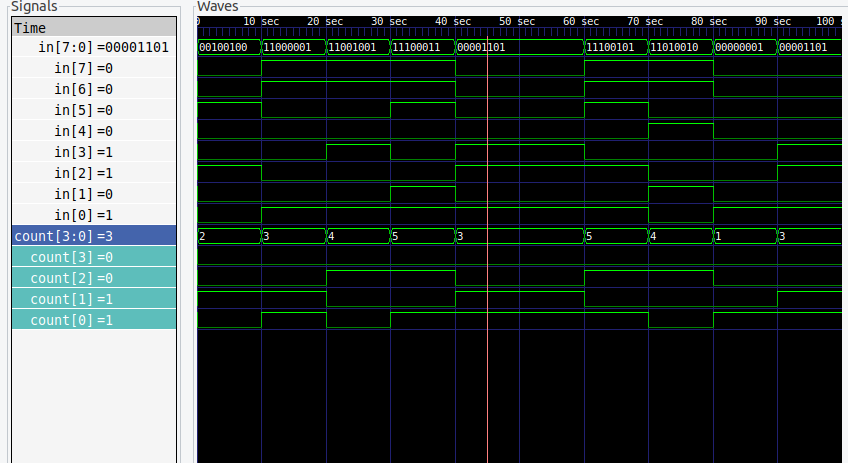 Signals
Waves
Time
0 10 sec 20 sec 30 sec 40 sec 50 sec 60 sec 70 sec 80 sec 90 sec 100
in[7:0]=00001101 00100100 11000001 11001001 11100011 00001101 11100101 11010010 00000001 00001101
in[7]=0
in[6]=0
in[5]=0
in[4]=0
in[3]=1
in[2]=1
in[1]=0
in[0]=1
count[3:0]=3 2 3 4 5 3 5 4 1 3
count[3]=0
count[2]=0
count[1]=1
count[0]=1